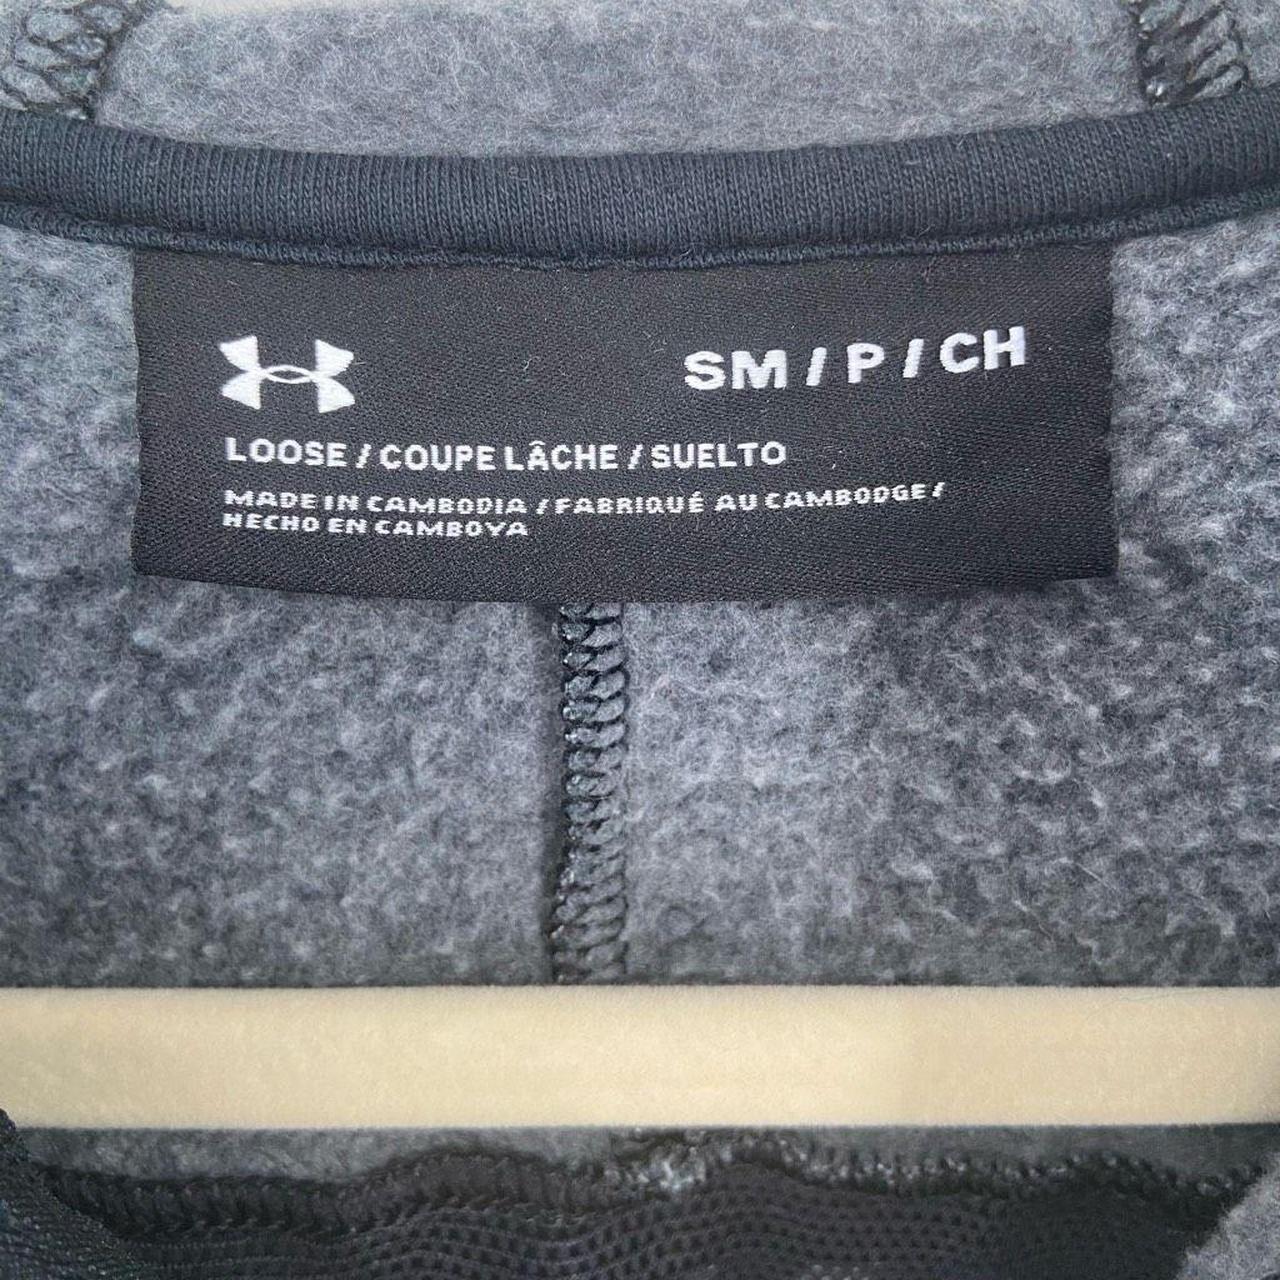 SM / P / CH
LOOSE / COUPE LÂCHE / SUELTO
MADE IN CAMBODIA / FABRIQUÉ AU CAMBODGE /
HECHO EN CAMBOYA